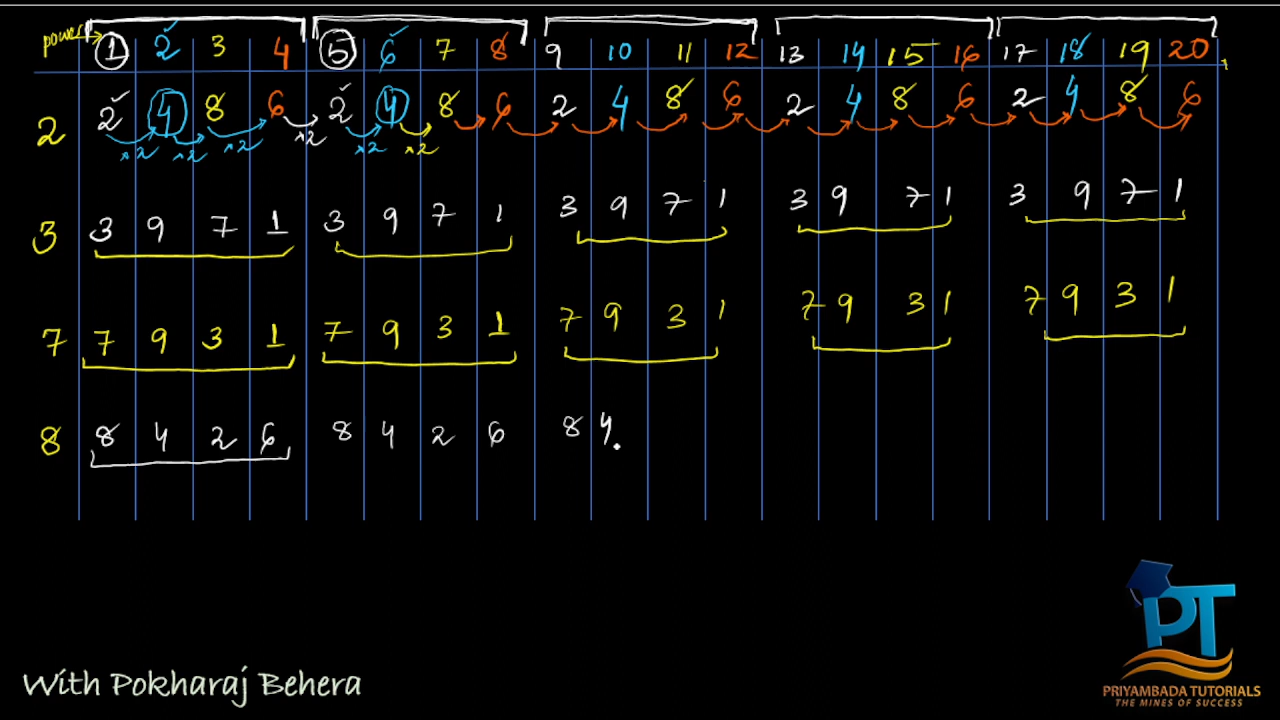 power 1 2 3 4 5 6 7 8 9 10 11 12 13 14 15 16 17 18 19 20
2 2 4 8 6 2 4 8 6 2 4 8 6 2 4 8 6 2 4 8 6
×2 ×2 ×2 ×2 ×2 ×2
3 3 9 7 1 3 9 7 1 3 9 7 1 3 9 7 1 3 9 7 1
7 7 9 3 1 7 9 3 1 7 9 3 1 7 9 3 1 7 9 3 1
8 8 4 2 6 8 4 2 6 8 4
PT
With Pokharaj Behera
PRIYAMBADA TUTORIALS
THE MINES OF SUCCESS